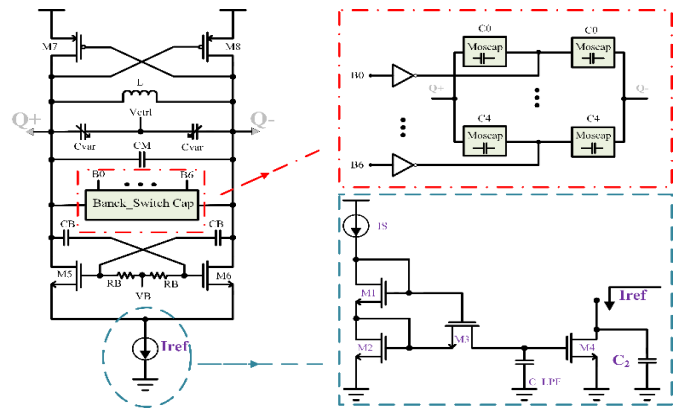 M7
M8
L
Vctrl
Q+
Q-
Cvar
Cvar
CM
B0
B6
Banck_Switch Cap
CB
CB
M5
M6
RB
RB
VB
Iref
C0
C0
Moscap
Moscap
B0
Q+
Q-
C4
C4
Moscap
Moscap
B6
IS
M1
Iref
M2
M3
M4
C_LPF
C2